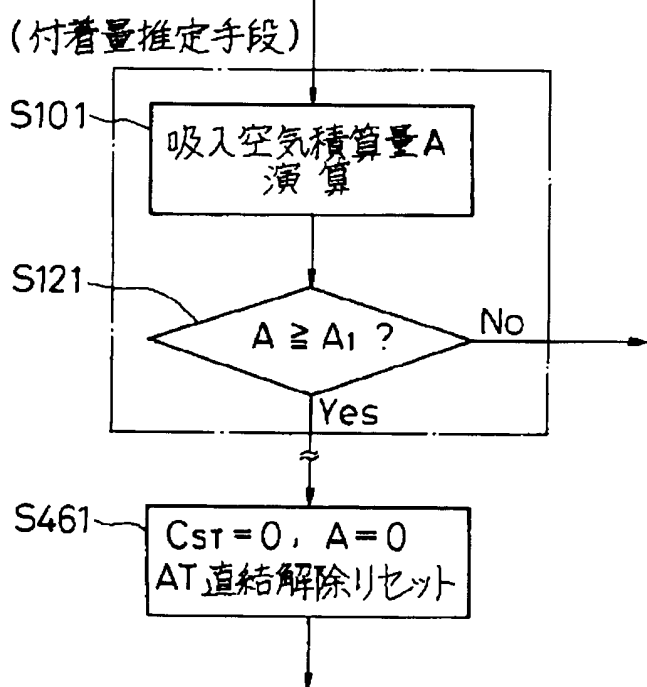 (付着量推定手段)
S101
吸入空気積算量A
演算
S121
A ≧ A1 ?
No
Yes
S461
CST=0, A=0
AT直結解除リセット